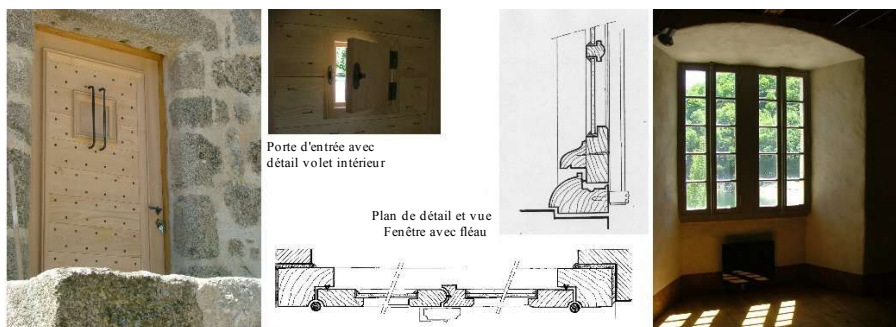 Porte d'entrée avec
détail volet intérieur
Plan de détail et vue
Fenêtre avec fléau